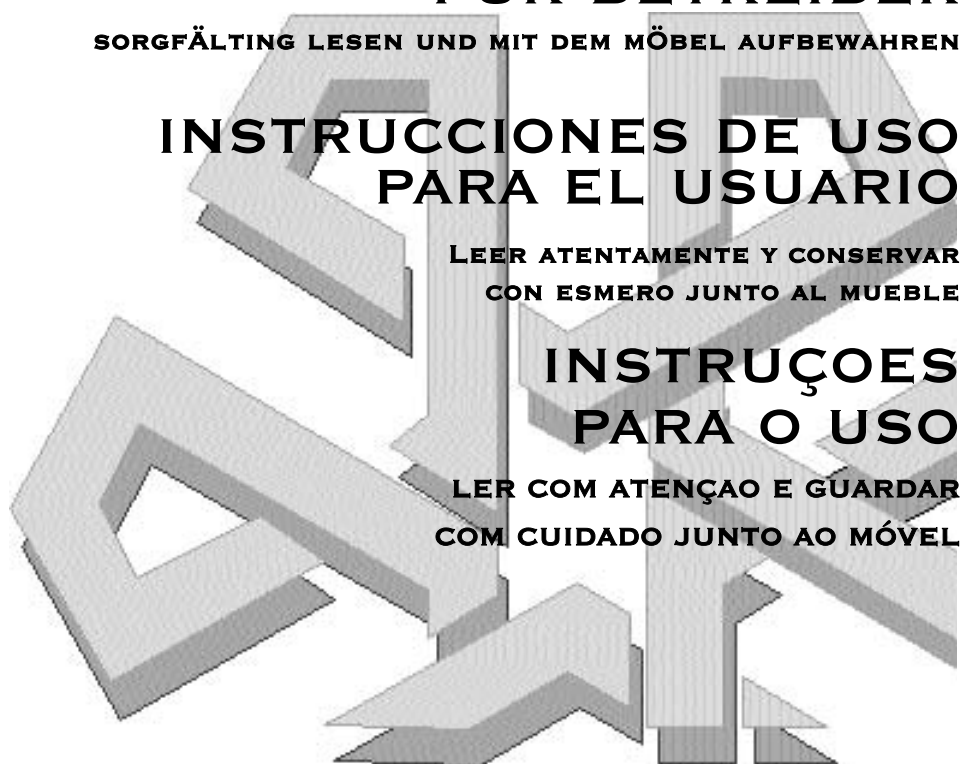 SORGFÄLTING LESEN UND MIT DEM MÖBEL AUFBEWAHREN
INSTRUCCIONES DE USO
PARA EL USUARIO
LEER ATENTAMENTE Y CONSERVAR
CON ESMERO JUNTO AL MUEBLE
INSTRUÇOES
PARA O USO
LER COM ATENÇAO E GUARDAR
COM CUIDADO JUNTO AO MÓVEL